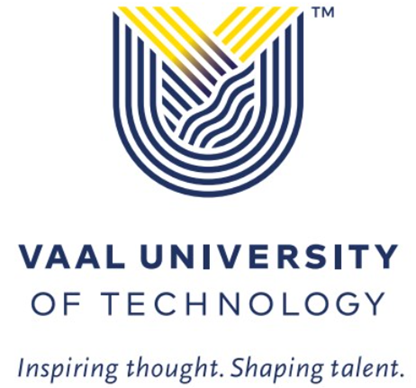 TM
VAAL UNIVERSITY
OF TECHNOLOGY
Inspiring thought. Shaping talent.